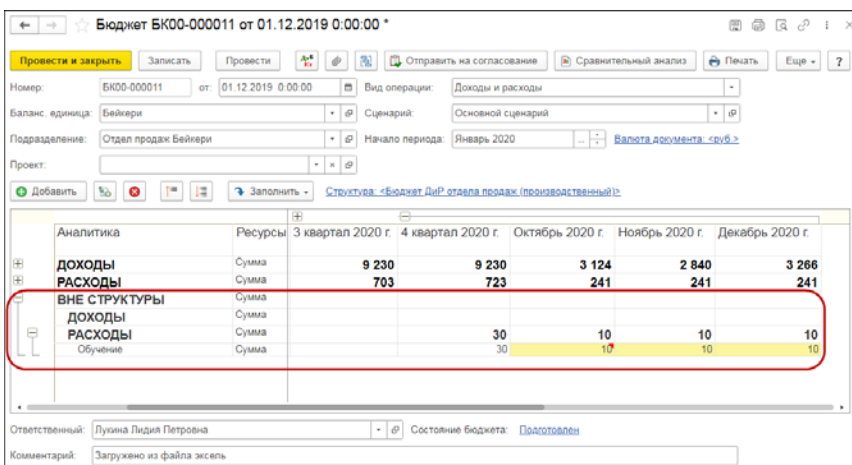 Бюджет БК00-000011 от 01.12.2019 0:00:00 *
Провести и закрыть Записать Провести Отправить на согласование Сравнительный анализ Печать Еще ?
Номер: БК00-000011 от: 01.12.2019 0:00:00 Вид операции: Доходы и расходы
Баланс. единица: Бейкери Сценарий: Основной сценарий
Подразделение: Отдел продаж Бейкери Начало периода: Январь 2020 ... Валюта документа: <руб.>
Проект:
Добавить Заполнить Структура: <Бюджет ДиР отдела продаж (производственный)>
Аналитика Ресурсы 3 квартал 2020 г. 4 квартал 2020 г. Октябрь 2020 г. Ноябрь 2020 г. Декабрь 2020 г.
ДОХОДЫ Сумма 9 230 9 230 3 124 2 840 3 266
РАСХОДЫ Сумма 703 723 241 241 241
ВНЕ СТРУКТУРЫ Сумма
ДОХОДЫ Сумма
РАСХОДЫ Сумма 30 10 10 10
Обучение Сумма 30 10 10 10
Ответственный: Лукина Лидия Петровна Состояние бюджета: Подготовлен
Комментарий: Загружено из файла эксель